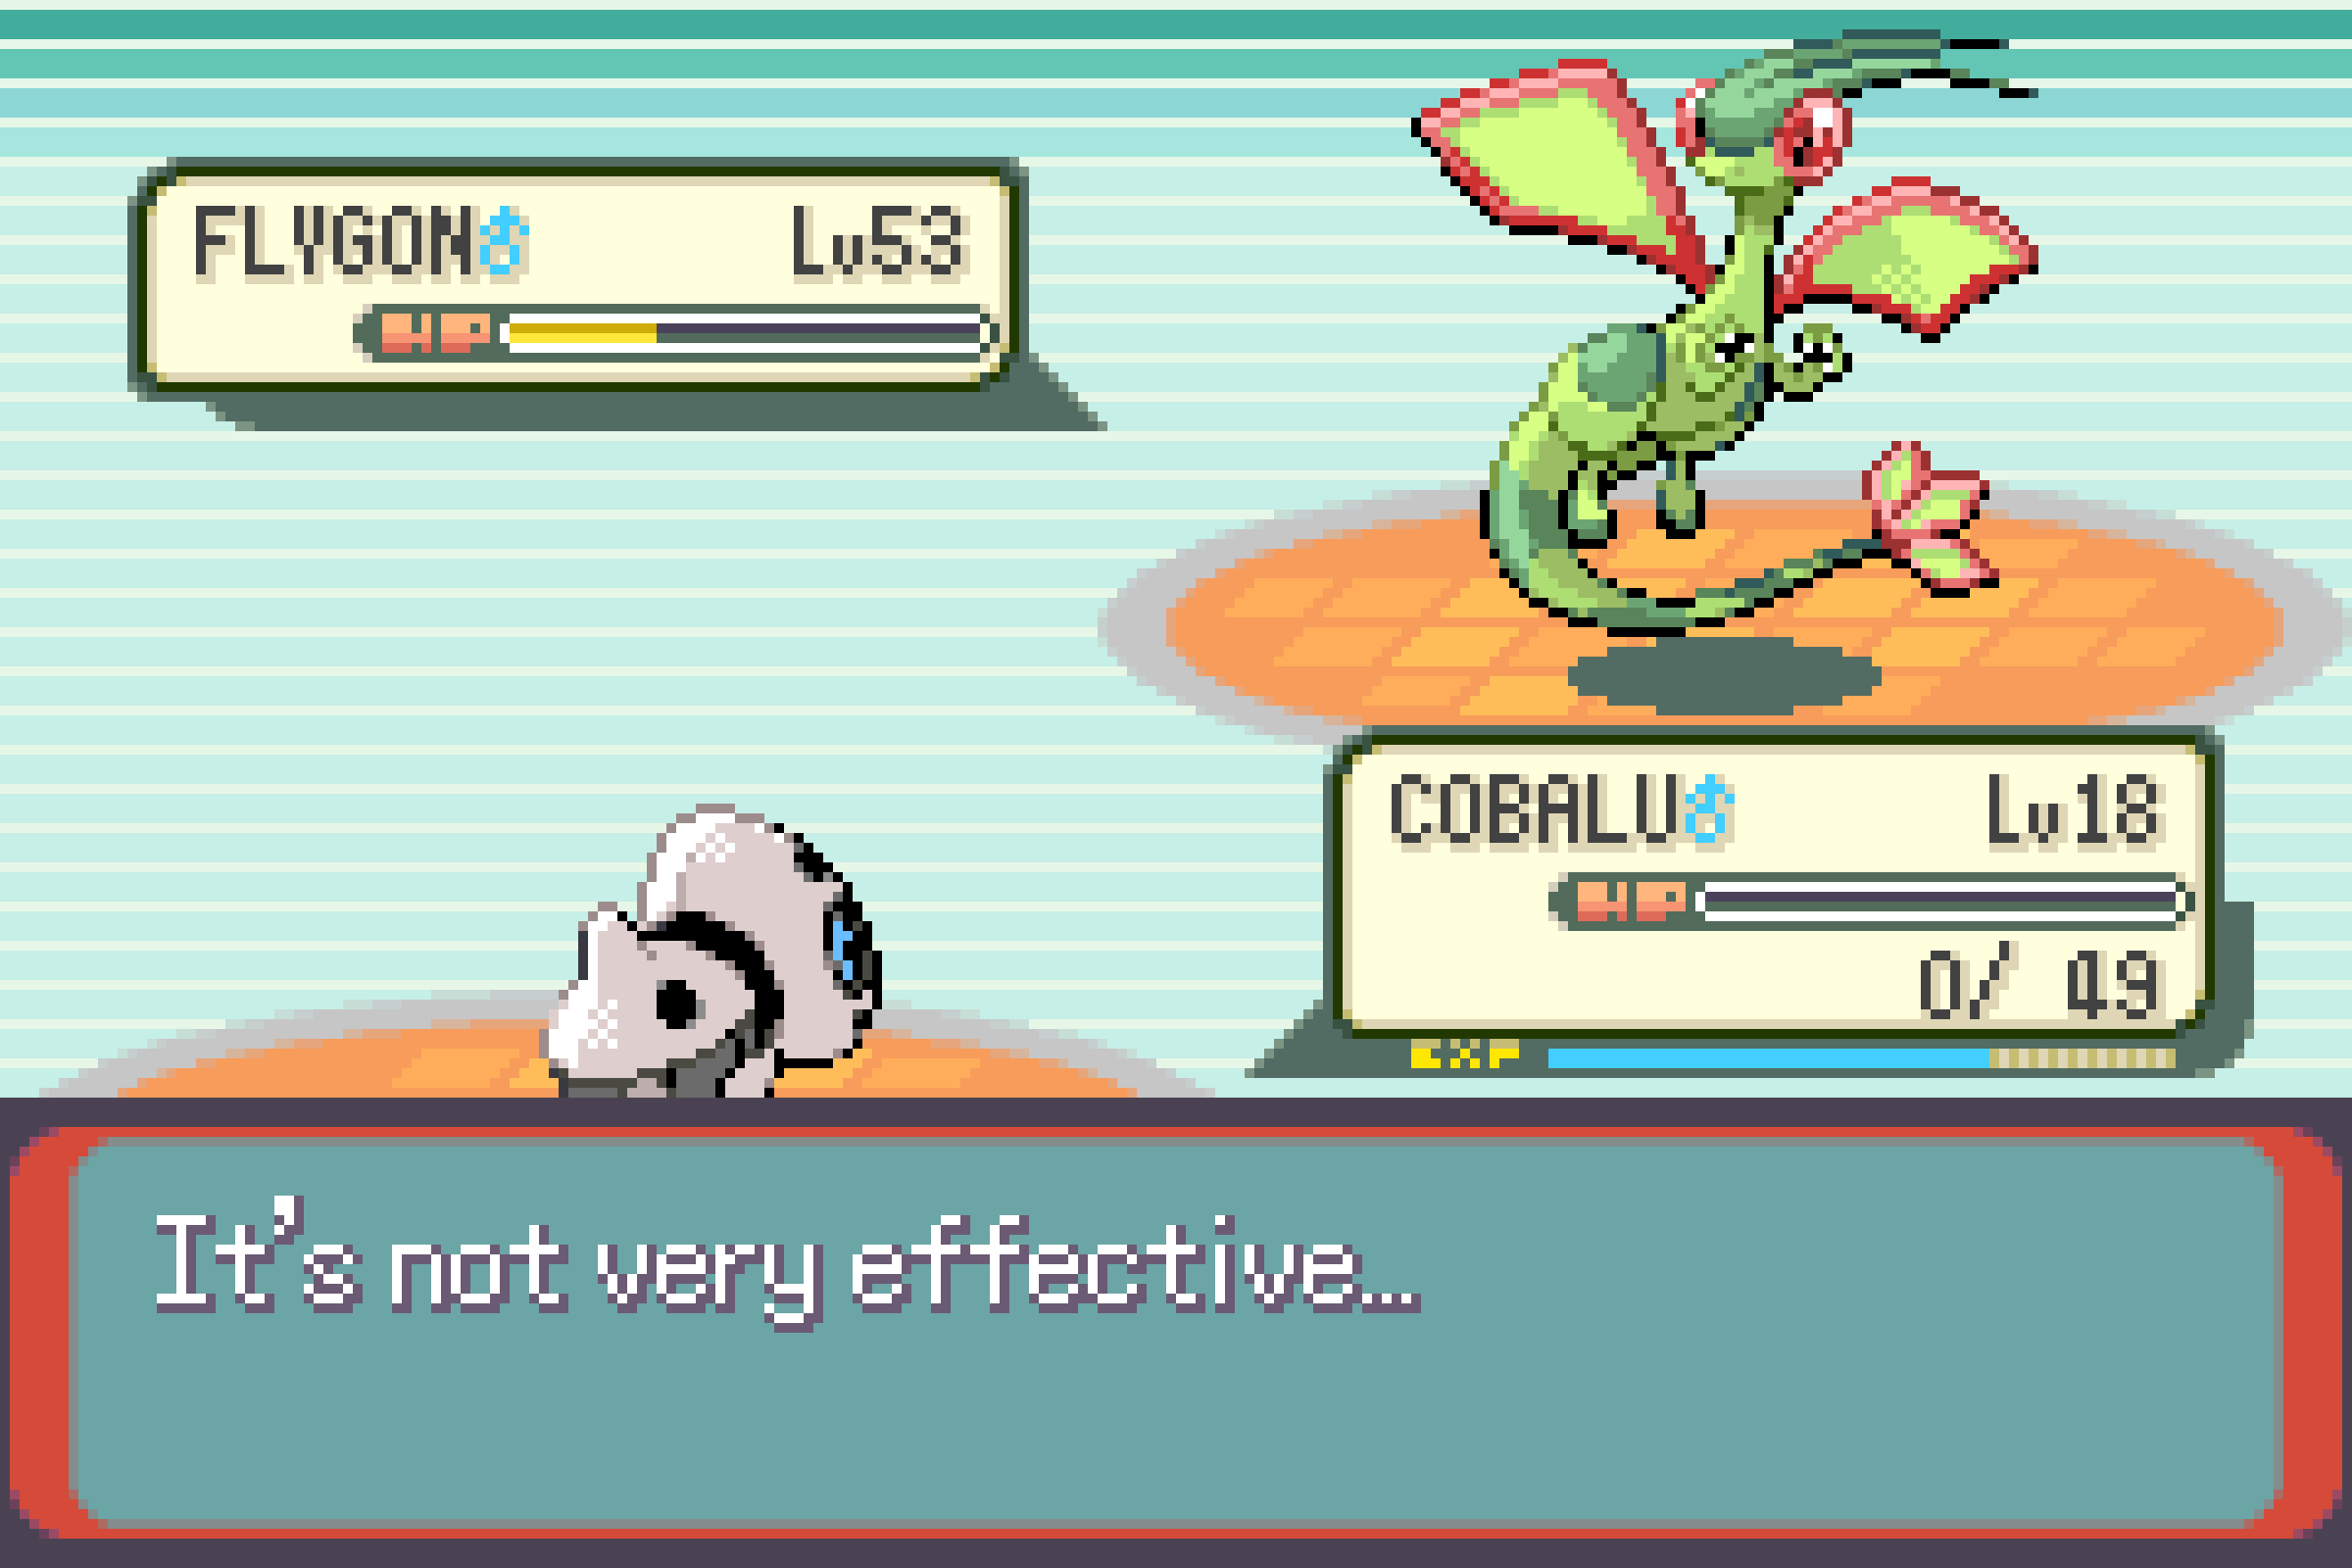 FLYGON♂ Lv53
HP
COBALU♂ Lv18
HP
0/ 49
EXP
It's not very effective…